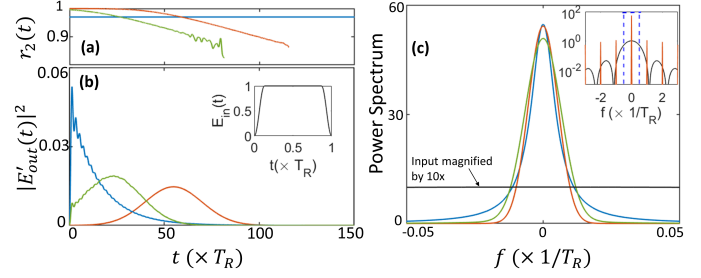 r₂(t)
1
0.9
(a)
|E'out(t)|²
0.06
0.03
0
(b)
Ein(t)
1
0.5
0
0 0.5 1
t(× TR)
0 50 100 150
t (× TR)
Power Spectrum
60
30
0
(c)
10²
10⁰
10⁻²
-2 0 2
f (× 1/TR)
Input magnified
by 10x
-0.05 0 0.05
f (× 1/TR)